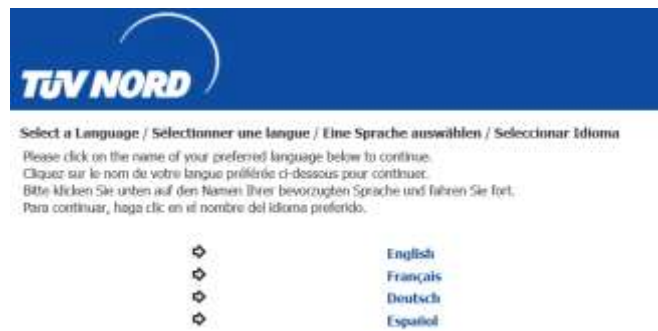 TÜV NORD
Select a Language / Sélectionner une langue / Eine Sprache auswählen / Seleccionar Idioma
Please click on the name of your preferred language below to continue.
Cliquez sur le nom de votre langue préférée ci-dessous pour continuer.
Bitte klicken Sie unten auf den Namen Ihrer bevorzugten Sprache und fahren Sie fort.
Para continuar, haga clic en el nombre del idioma preferido.
English
Français
Deutsch
Español